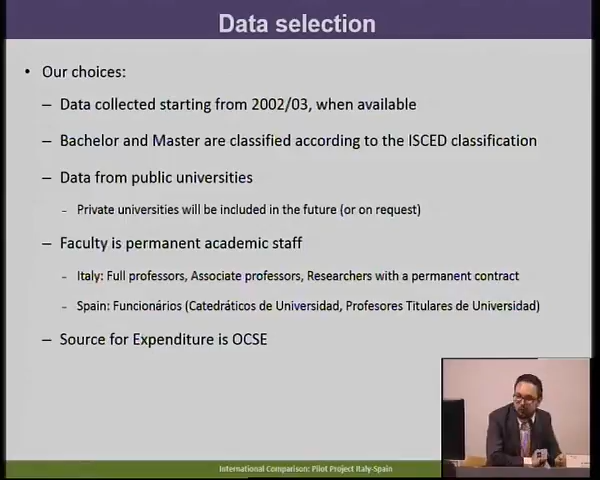 Data selection
• Our choices:
– Data collected starting from 2002/03, when available
– Bachelor and Master are classified according to the ISCED classification
– Data from public universities
- Private universities will be included in the future (or on request)
– Faculty is permanent academic staff
- Italy: Full professors, Associate professors, Researchers with a permanent contract
- Spain: Funcionários (Catedráticos de Universidad, Profesores Titulares de Universidad)
– Source for Expenditure is OCSE
International Comparison: Pilot Project Italy-Spain